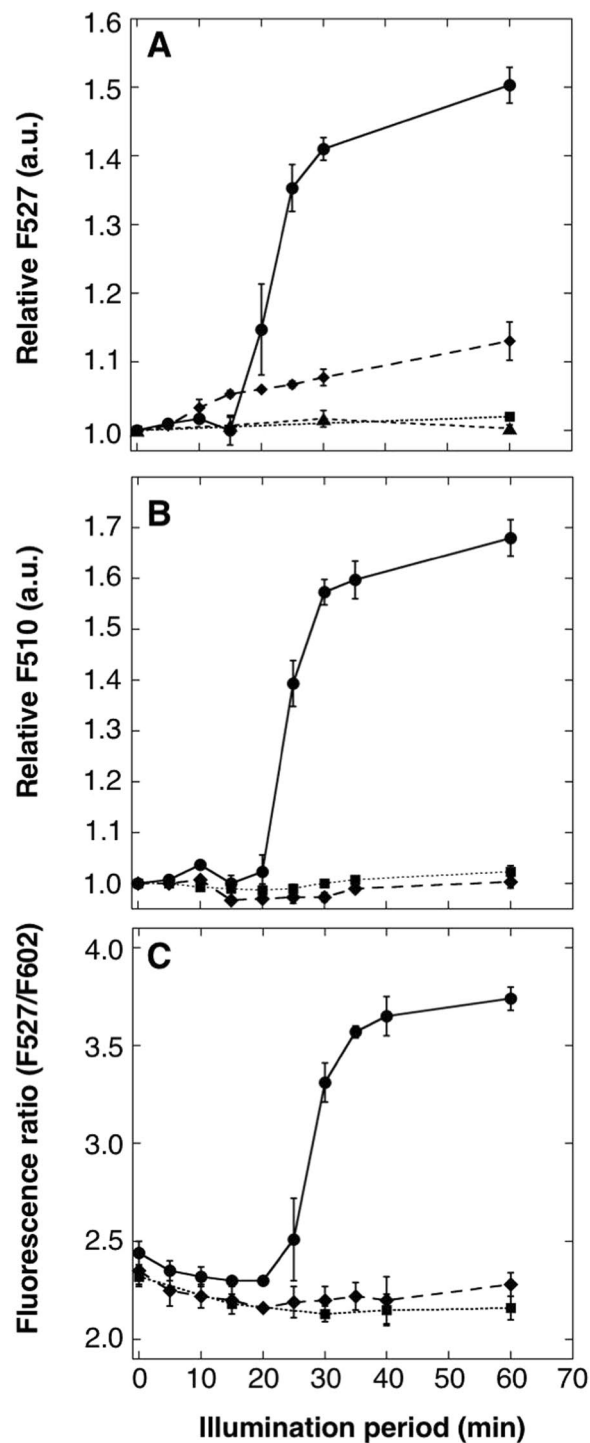 A
Relative F527 (a.u.)
1.6
1.5
1.4
1.3
1.2
1.1
1.0
B
Relative F510 (a.u.)
1.7
1.6
1.5
1.4
1.3
1.2
1.1
1.0
C
Fluorescence ratio (F527/F602)
4.0
3.5
3.0
2.5
2.0
0 10 20 30 40 50 60 70
Illumination period (min)